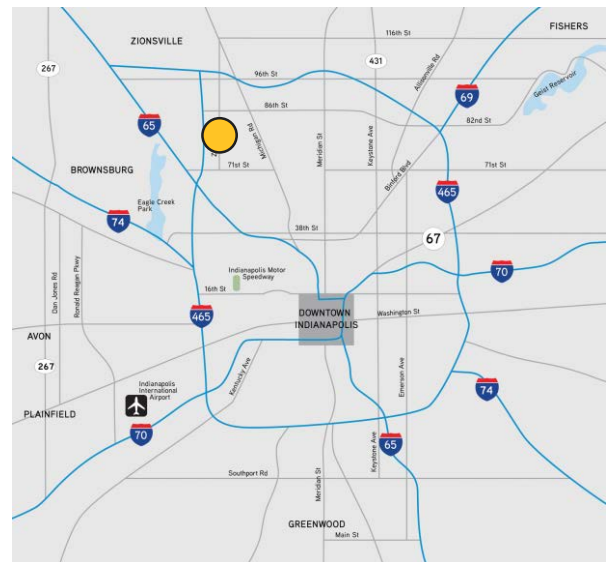 FISHERS
116th St
ZIONSVILLE
431
Allisonville Rd
267
96th St
69
Geist Reservoir
86th St
82nd St
65
Michigan Rd
Meridian St
Keystone Ave
Binford Blvd
71st St
71st St
BROWNSBURG
Eagle Creek
Park
465
74
38th St
67
70
Indianapolis Motor
Speedway
Dan Jones Rd
Ronald Reagan Pkwy
16th St
465
DOWNTOWN
INDIANAPOLIS
Washington St
AVON
267
Kentucky Ave
Emerson Ave
Indianapolis
International
Airport
74
PLAINFIELD
70
65
Keystone Ave
Southport Rd
Meridian St
GREENWOOD
Main St